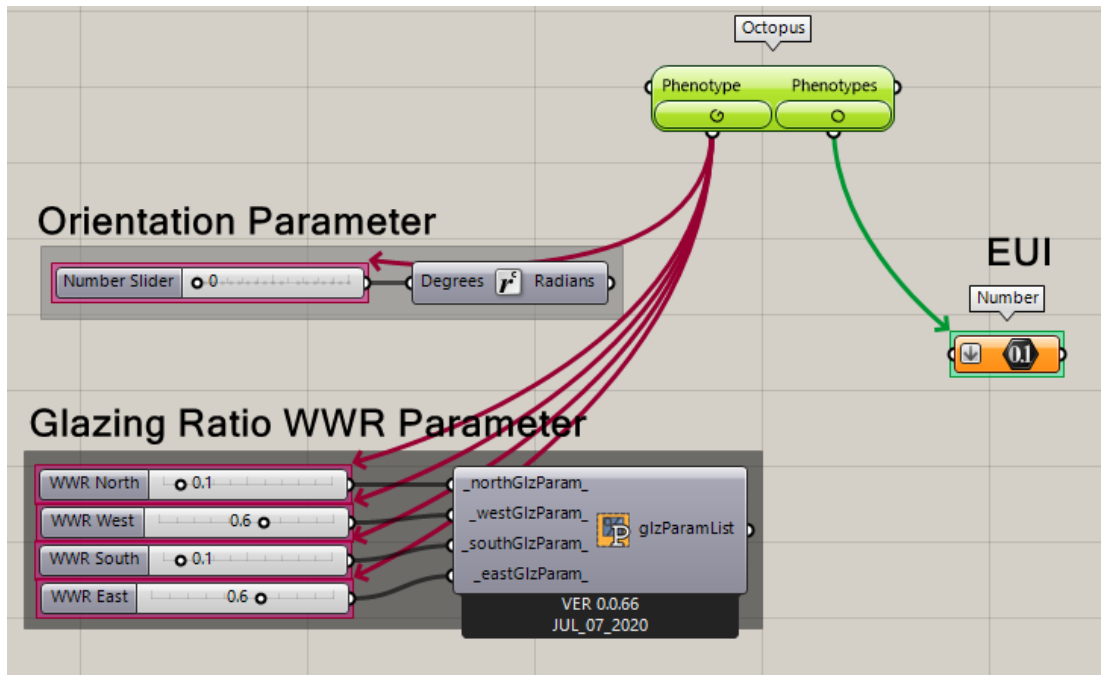 Octopus
Phenotype Phenotypes
Orientation Parameter
Number Slider 0
Degrees Radians
EUI
Number
0.1
Glazing Ratio WWR Parameter
WWR North 0.1
WWR West 0.6
WWR South 0.1
WWR East 0.6
_northGlzParam_
_westGlzParam_
_southGlzParam_
_eastGlzParam_
glzParamList
VER 0.0.66
JUL_07_2020